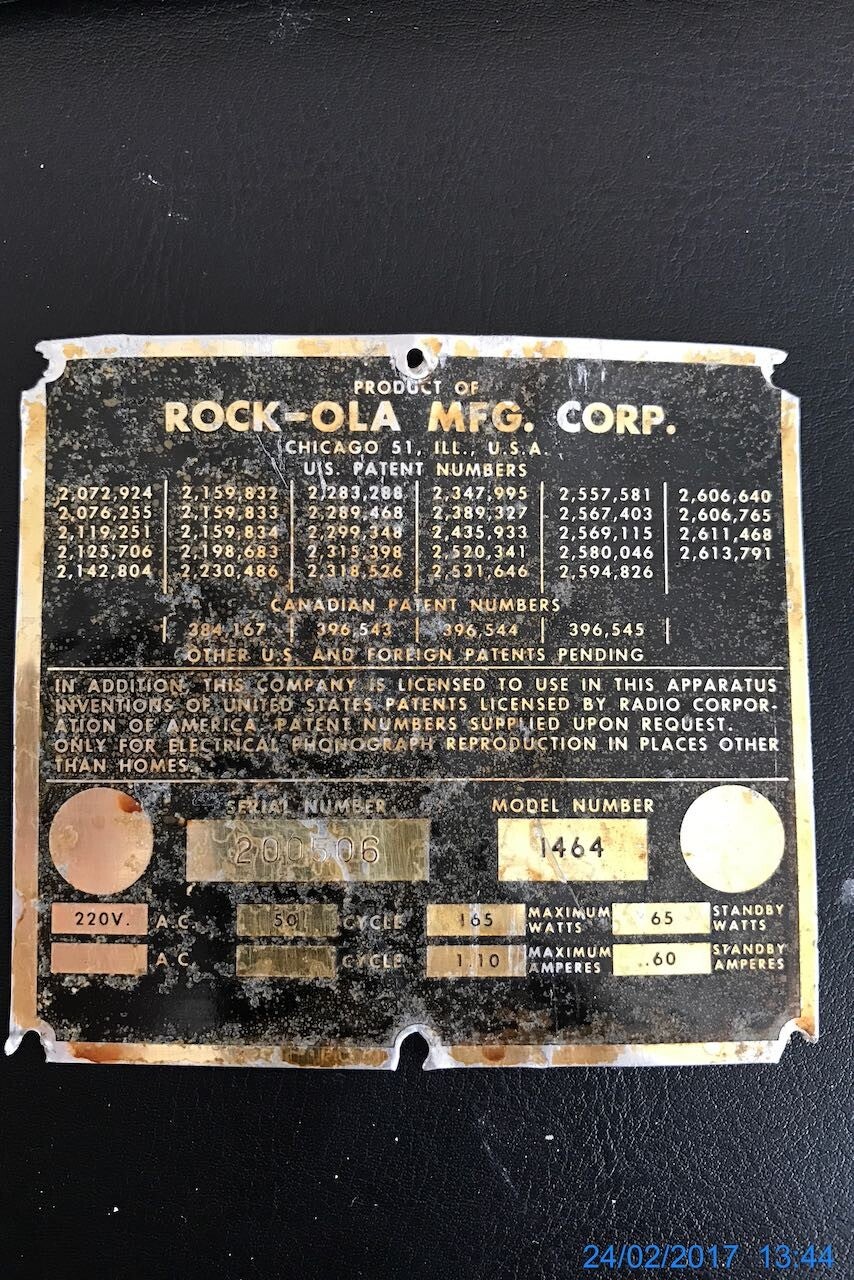 PRODUCT OF
ROCK-OLA MFG. CORP.
CHICAGO 51, ILL., U.S.A.
U.S. PATENT NUMBERS
2,072,924 2,159,832 2,283,288 2,347,995 2,557,581 2,606,640
2,076,255 2,159,833 2,289,468 2,389,327 2,567,403 2,606,765
2,119,251 2,159,834 2,299,348 2,435,933 2,569,115 2,611,468
2,125,706 2,198,683 2,315,398 2,520,341 2,580,046 2,613,791
2,142,804 2,230,486 2,318,526 2,531,646 2,594,826
CANADIAN PATENT NUMBERS
384,167 396,543 396,544 396,545
OTHER U.S. AND FOREIGN PATENTS PENDING
IN ADDITION, THIS COMPANY IS LICENSED TO USE IN THIS APPARATUS
INVENTIONS OF UNITED STATES PATENTS LICENSED BY RADIO CORPOR-
ATION OF AMERICA. PATENT NUMBERS SUPPLIED UPON REQUEST.
ONLY FOR ELECTRICAL PHONOGRAPH REPRODUCTION IN PLACES OTHER
THAN HOMES.
SERIAL NUMBER MODEL NUMBER
200506 1464
220V. A.C. 50 CYCLE 165 MAXIMUM WATTS 65 STANDBY WATTS
A.C. CYCLE 1.10 MAXIMUM AMPERES .60 STANDBY AMPERES
24/02/2017 13:44